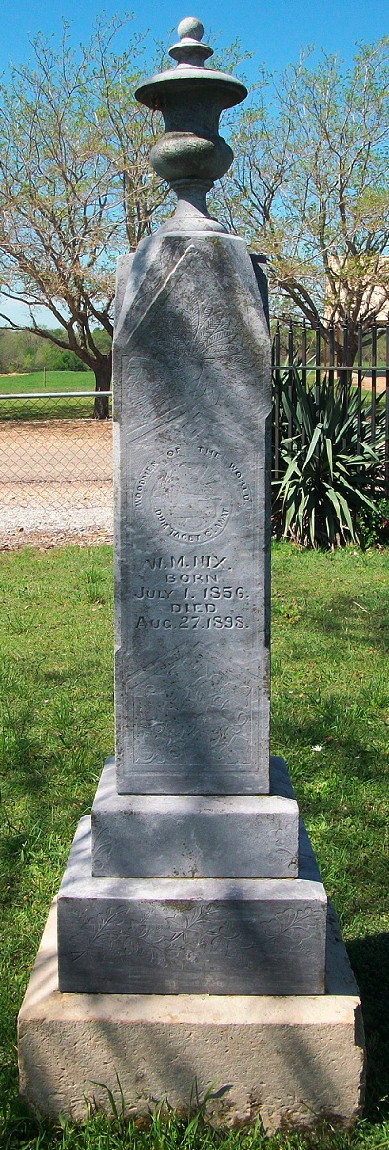 WOODMEN OF THE WORLD
DUM TACET CLAMAT
W. M. NIX.
BORN
JULY 1. 1856.
DIED
AUG. 27. 1898.